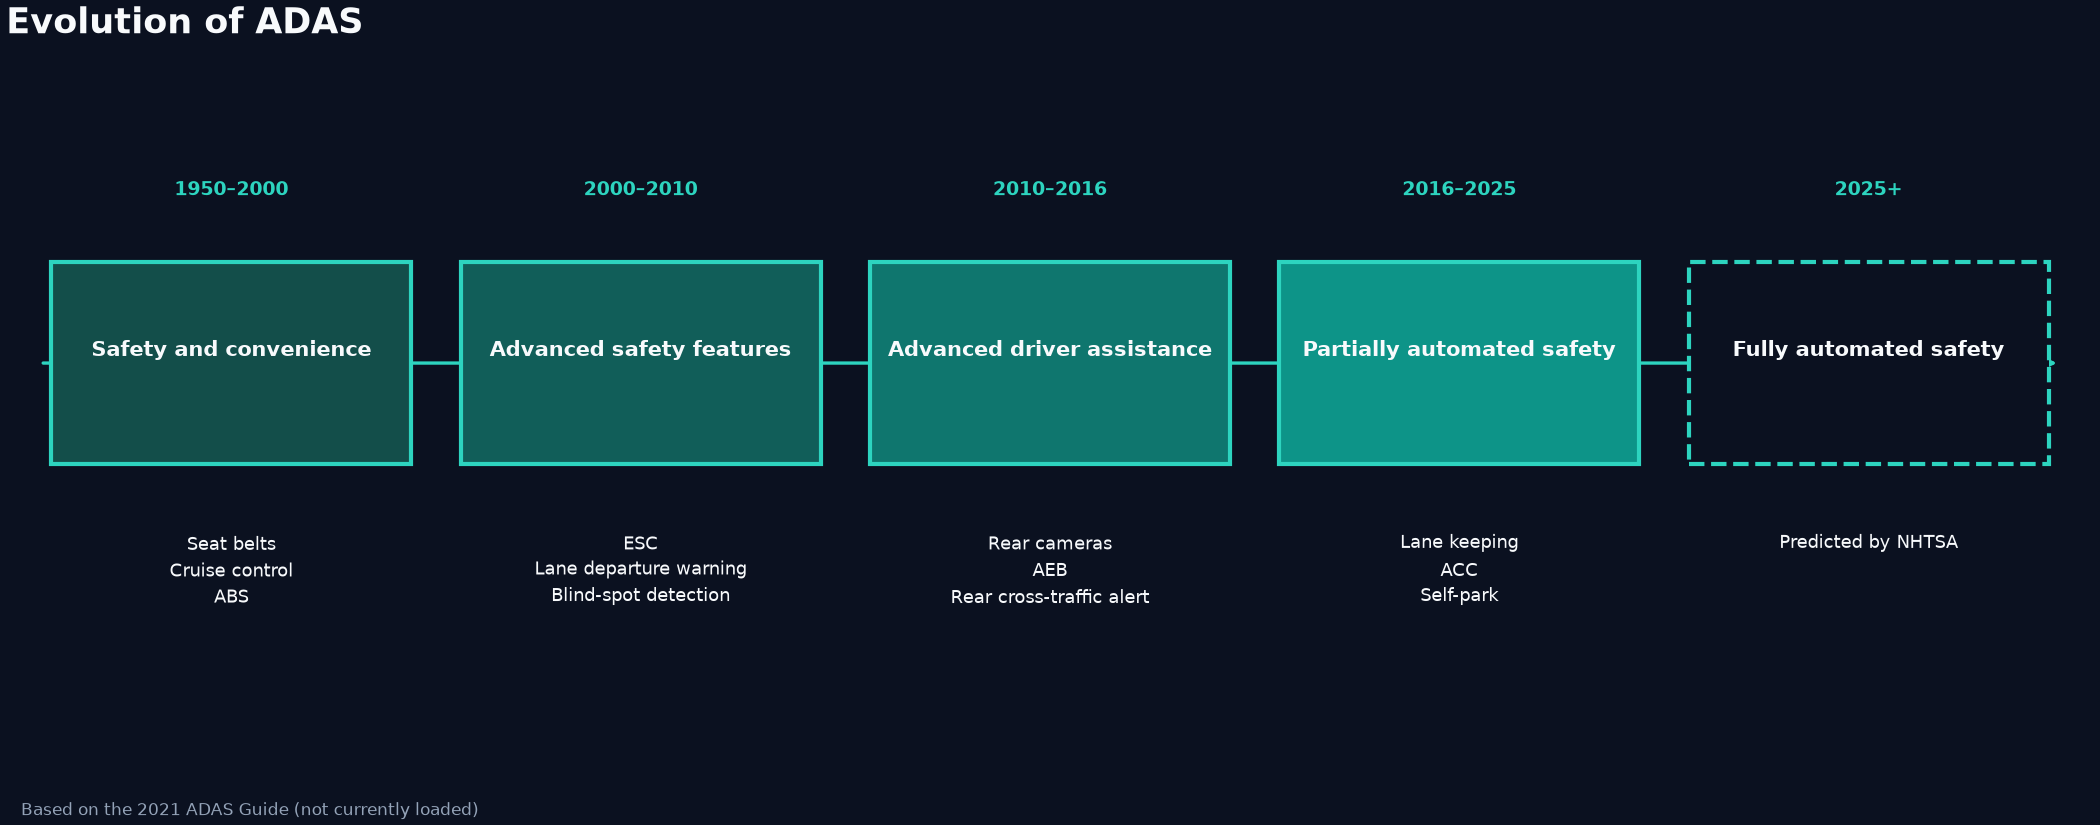 Evolution of ADAS
1950–2000
2000–2010
2010–2016
2016–2025
2025+
Safety and convenience
Advanced safety features
Advanced driver assistance
Partially automated safety
Fully automated safety
Seat belts
Cruise control
ABS
ESC
Lane departure warning
Blind-spot detection
Rear cameras
AEB
Rear cross-traffic alert
Lane keeping
ACC
Self-park
Predicted by NHTSA
Based on the 2021 ADAS Guide (not currently loaded)